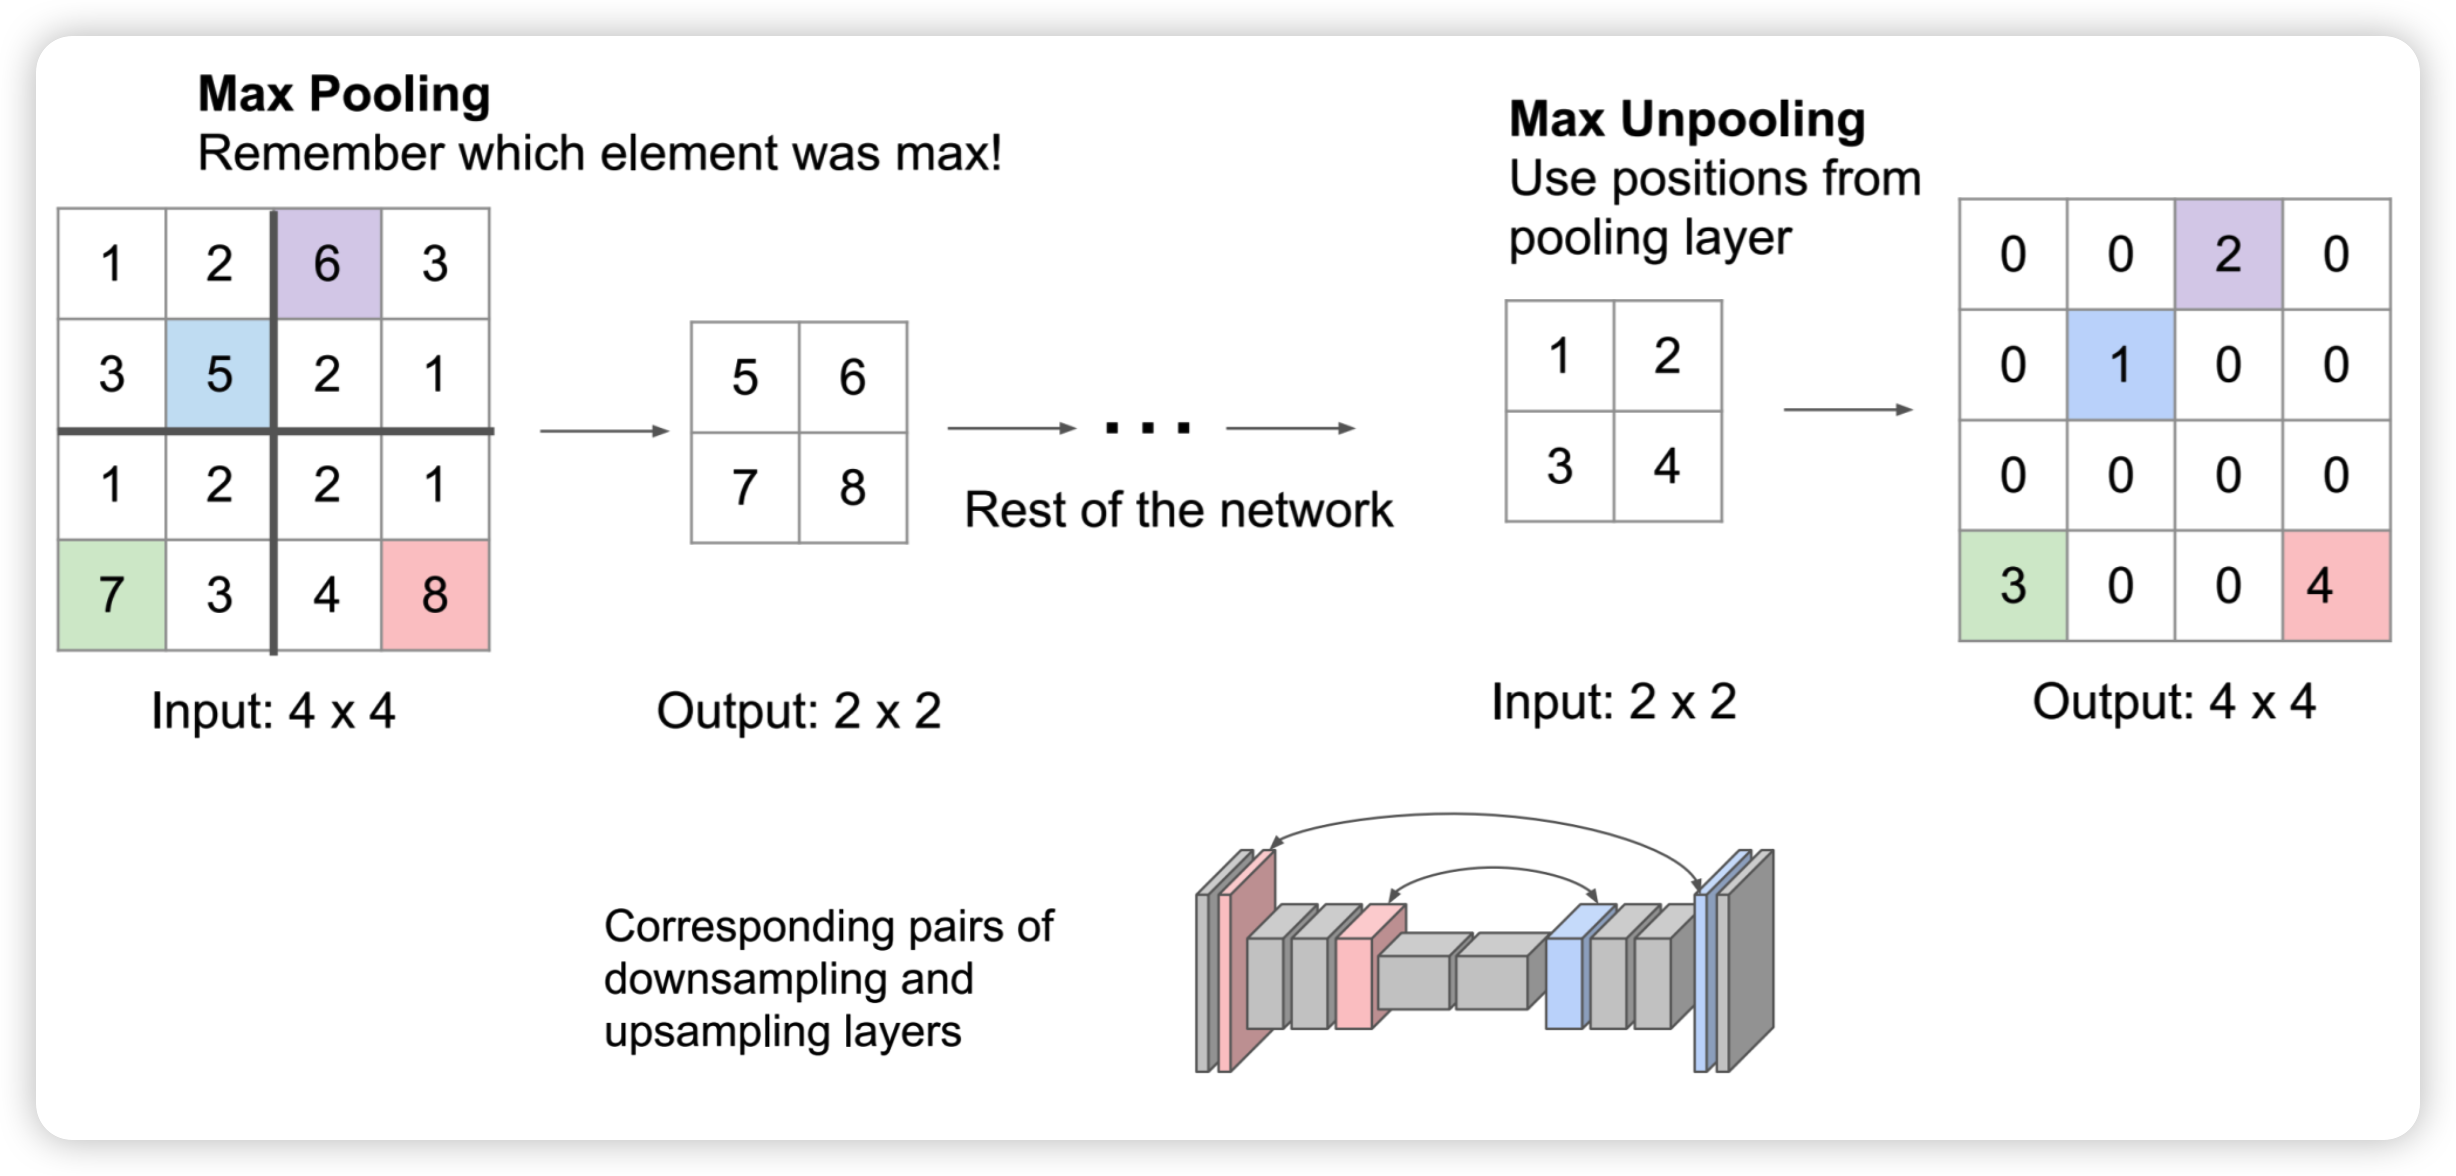 Max Pooling
Remember which element was max!
1 2 6 3
3 5 2 1
1 2 2 1
7 3 4 8
Input: 4 x 4
5 6
7 8
Output: 2 x 2
...
Rest of the network
Max Unpooling
Use positions from
pooling layer
1 2
3 4
Input: 2 x 2
0 0 2 0
0 1 0 0
0 0 0 0
3 0 0 4
Output: 4 x 4
Corresponding pairs of
downsampling and
upsampling layers